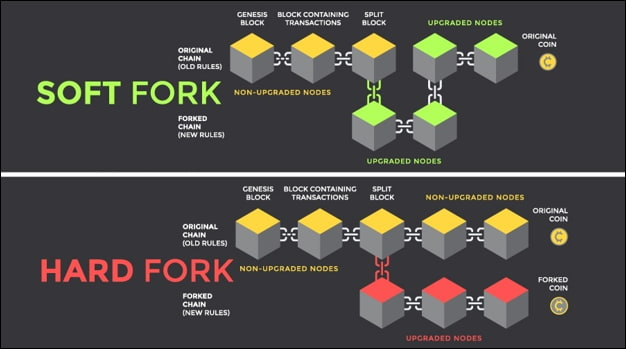 GENESIS
BLOCK
BLOCK CONTAINING
TRANSACTIONS
SPLIT
BLOCK
UPGRADED NODES
ORIGINAL
COIN
ORIGINAL
CHAIN
(OLD RULES)
SOFT FORK
NON-UPGRADED NODES
FORKED
CHAIN
(NEW RULES)
UPGRADED NODES
GENESIS
BLOCK
BLOCK CONTAINING
TRANSACTIONS
SPLIT
BLOCK
NON-UPGRADED NODES
ORIGINAL
COIN
ORIGINAL
CHAIN
(OLD RULES)
HARD FORK
NON-UPGRADED NODES
FORKED
COIN
FORKED
CHAIN
(NEW RULES)
UPGRADED NODES